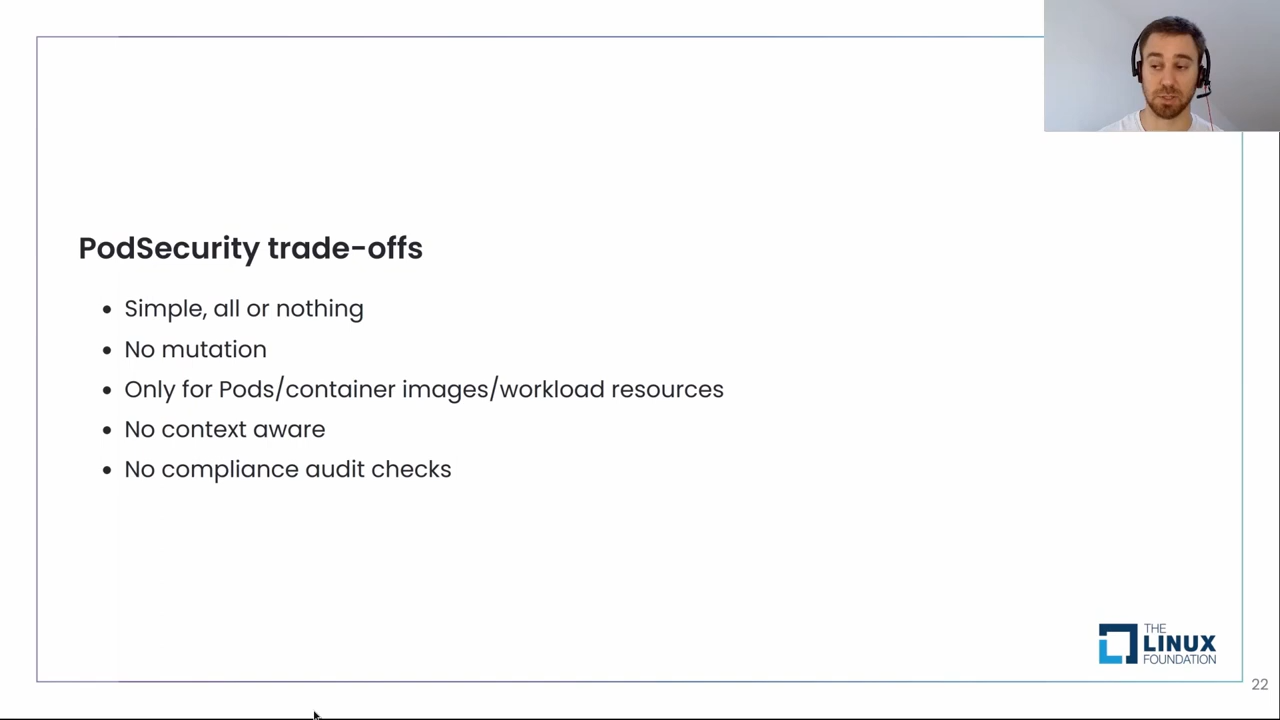 PodSecurity trade-offs
• Simple, all or nothing
• No mutation
• Only for Pods/container images/workload resources
• No context aware
• No compliance audit checks
THE
LINUX
FOUNDATION
22